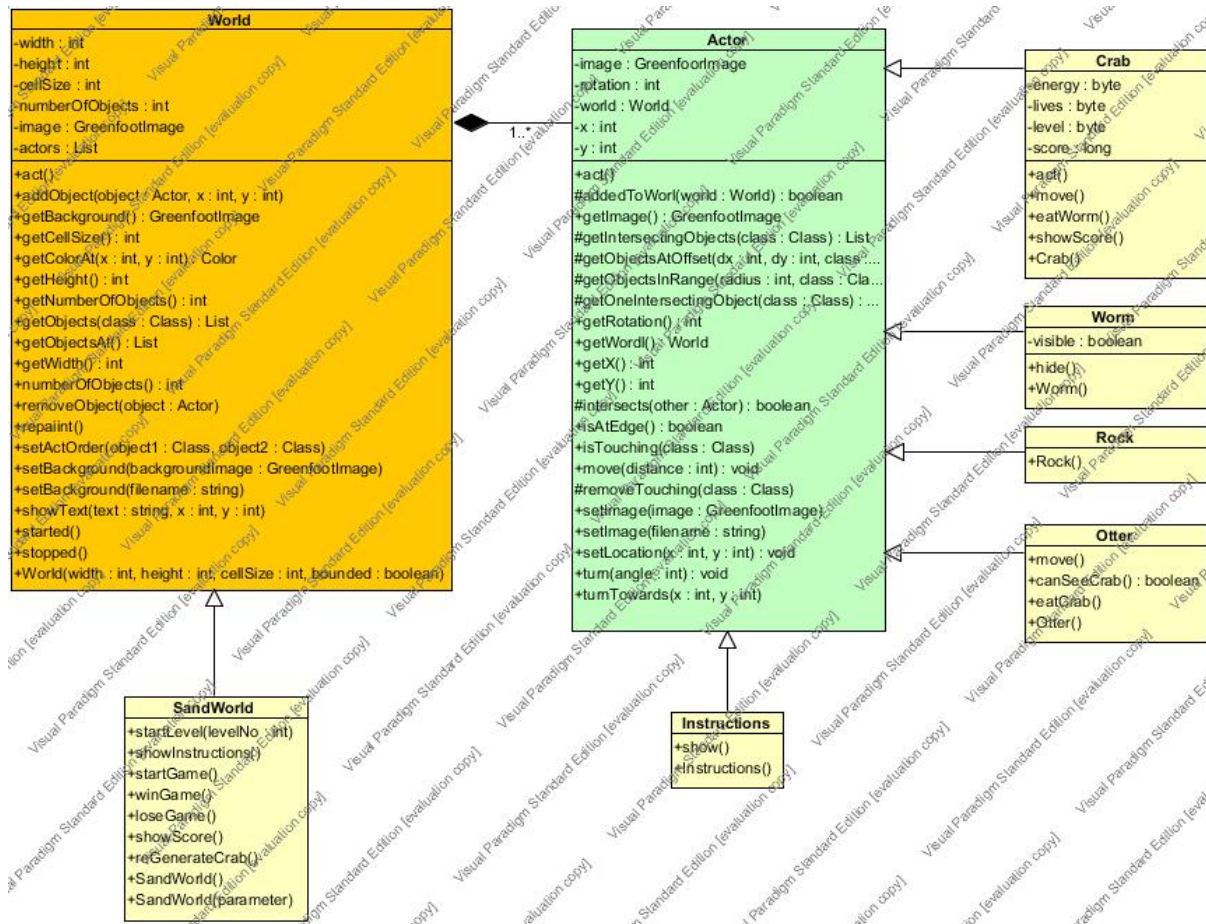 World
-width : int
-height : int
-cellSize : int
-numberOfObjects : int
-image : GreenfootImage
-actors : List
+act()
+addObject(object : Actor, x : int, y : int)
+getBackground() : GreenfootImage
+getCellSize() : int
+getColorAt(x : int, y : int) : Color
+getHeight() : int
+getNumberOfObjects() : int
+getObjects(class : Class) : List
+getObjectsAt() : List
+getWidth() : int
+numberOfObjects() : int
+removeObject(object : Actor)
+repaiint()
+setActOrder(object1 : Class, object2 : Class)
+setBackground(backgroundImage : GreenfootImage)
+setBackground(filename : string)
+showText(text : string, x : int, y : int)
+started()
+stopped()
+World(width : int, height : int, cellSize : int, bounded : boolean)
1..*
Actor
-image : GreenfoorImage
-rotation : int
-world : World
-x : int
-y : int
+act()
#addedToWorl(world : World) : boolean
+getImage() : GreenfootImage
#getIntersectingObjects(class : Class) : List
#getObjectsAtOffset(dx : int, dy : int, class :...
#getObjectsInRange(radius : int, class : Cla...
#getOneIntersectingObject(class : Class) : ...
+getRotation() : int
+getWordl() : World
+getX() : int
+getY() : int
#intersects(other : Actor) : boolean
+isAtEdge() : boolean
+isTouching(class : Class)
+move(distance : int) : void
#removeTouching(class : Class)
+setImage(image : GreenfootImage)
+setImage(filename : string)
+setLocation(x : int, y : int) : void
+turn(angle : int) : void
+turnTowards(x : int, y : int)
Crab
-energy : byte
-lives : byte
-level : byte
-score : long
+act()
+move()
+eatWorm()
+showScore()
+Crab()
Worm
-visible : boolean
+hide()
+Worm()
Rock
+Rock()
Otter
+move()
+canSeeCrab() : boolean
+eatCrab()
+Otter()
SandWorld
+startLevel(levelNo : int)
+showInstructions()
+startGame()
+winGame()
+loseGame()
+showScore()
+reGenerateCrab()
+SandWorld()
+SandWorld(parameter)
Instructions
+show()
+Instructions()
Visual Paradigm Standard Edition [evaluation copy]